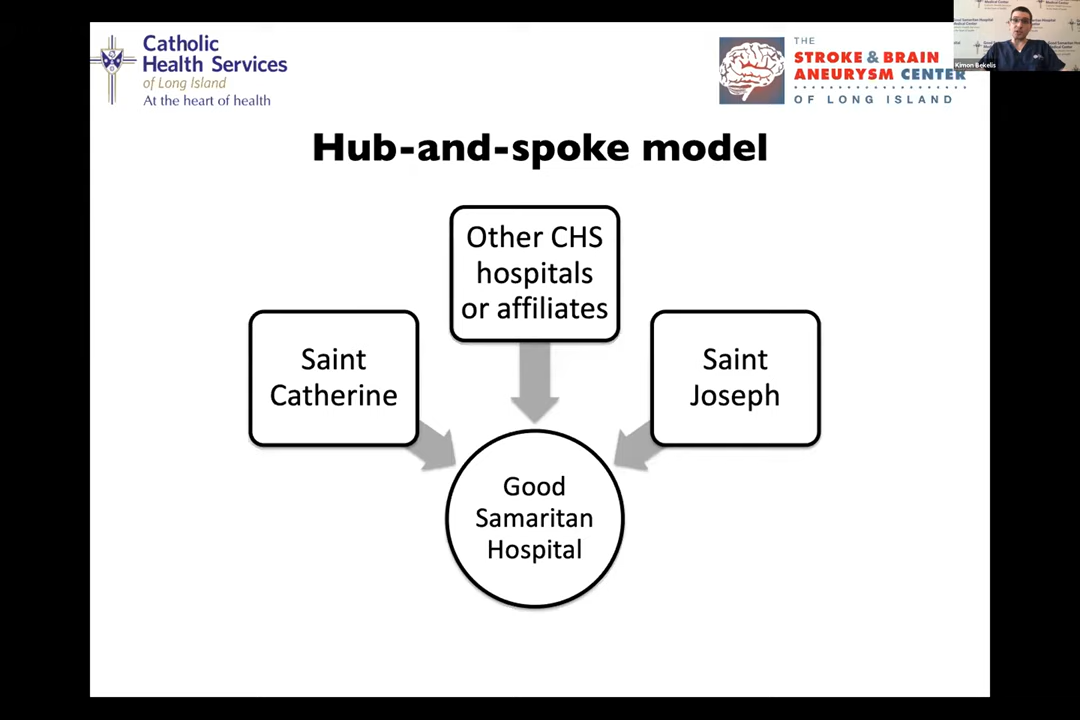 Catholic
Health Services
of Long Island
At the heart of health
THE
STROKE & BRAIN
ANEURYSM CENTER
OF LONG ISLAND
Kimon Bekelis
Hub-and-spoke model
Other CHS
hospitals
or affiliates
Saint
Catherine
Saint
Joseph
Good
Samaritan
Hospital